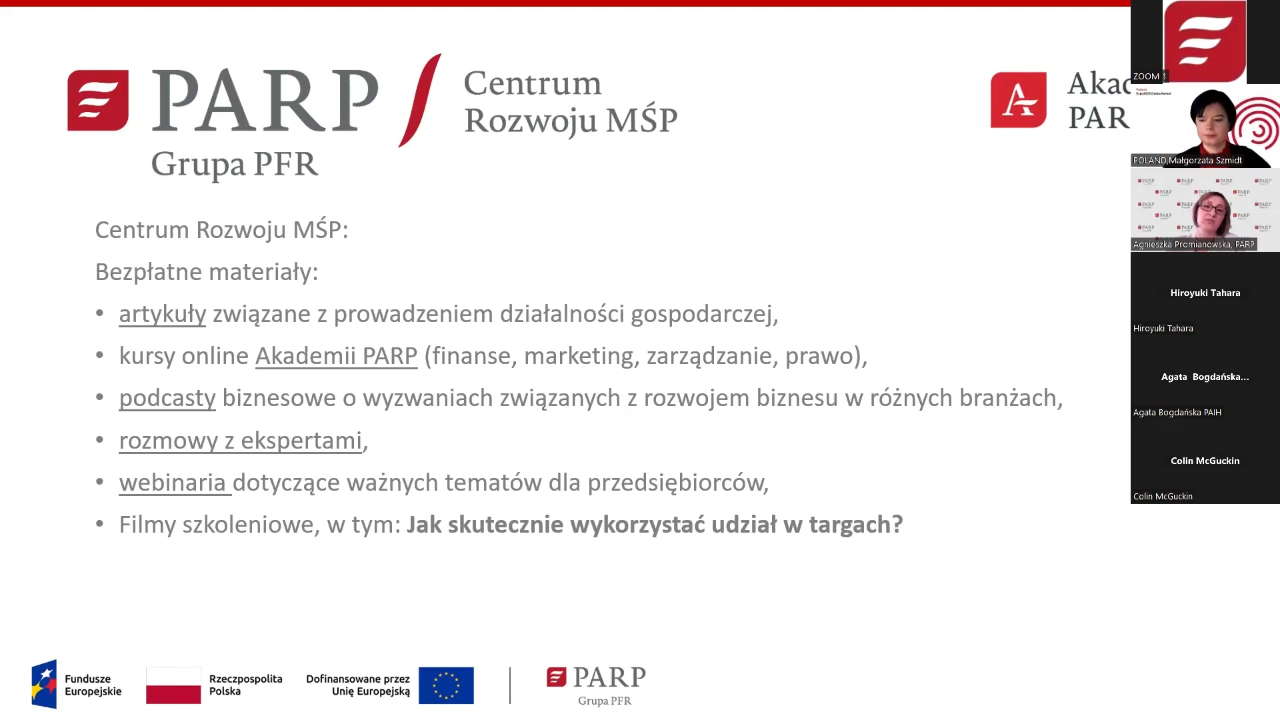 PARP
Grupa PFR
Centrum
Rozwoju MŚP
Akad
PAR
Centrum Rozwoju MŚP:
Bezpłatne materiały:
• artykuły związane z prowadzeniem działalności gospodarczej,
• kursy online Akademii PARP (finanse, marketing, zarządzanie, prawo),
• podcasty biznesowe o wyzwaniach związanych z rozwojem biznesu w różnych branżach,
• rozmowy z ekspertami,
• webinaria dotyczące ważnych tematów dla przedsiębiorców,
• Filmy szkoleniowe, w tym: Jak skutecznie wykorzystać udział w targach?
Fundusze
Europejskie
Rzeczpospolita
Polska
Dofinansowane przez
Unię Europejską
PARP
Grupa PFR
ZOOM 1
POLAND,Małgorzata Szmidt
Agnieszka Promianowska, PARP
Hiroyuki Tahara
Hiroyuki Tahara
Agata Bogdańska...
Agata Bogdańska PAIH
Colin McGuckin
Colin McGuckin